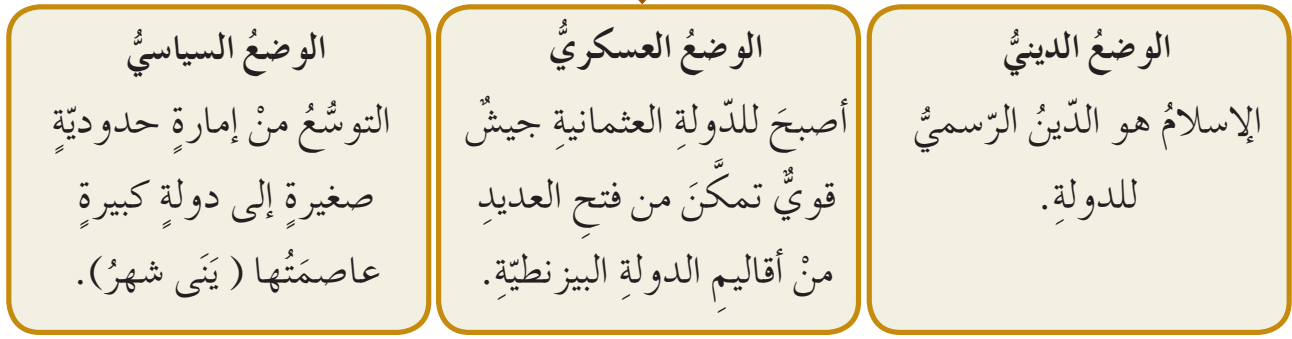 الوضعُ الدينيُّ
الإسلامُ هو الدّينُ الرّسميُّ
للدولةِ.
الوضعُ العسكريُّ
أصبحَ للدّولةِ العثمانيةِ جيشٌ
قويٌّ تمكَّنَ من فتحِ العديدِ
منْ أقاليمِ الدولةِ البيزنطيّةِ.
الوضعُ السياسيُّ
التوسُّعُ منْ إمارةٍ حدوديّةٍ
صغيرةٍ إلى دولةٍ كبيرةٍ
عاصمَتُها ( يَنَى شهرُ).